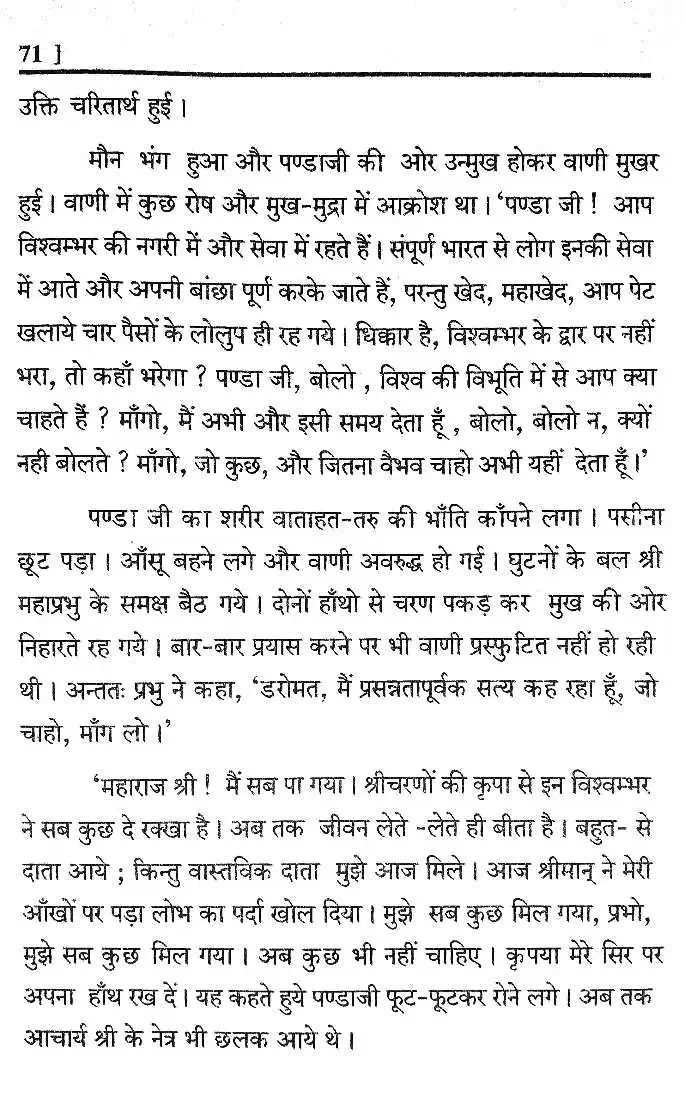 71 ]
उक्ति चरितार्थ हुई ।
मौन भंग हुआ और पण्डाजी की ओर उन्मुख होकर वाणी मुखर
हुई । वाणी में कुछ रोष और मुख-मुद्रा में आक्रोश था । ‘पण्डा जी ! आप
विश्वम्भर की नगरी में और सेवा में रहते हैं । संपूर्ण भारत से लोग इनकी सेवा
में आते और अपनी बांछा पूर्ण करके जाते हैं, परन्तु खेद, महाखेद, आप पेट
खलाये चार पैसों के लोलुप ही रह गये । धिक्कार है, विश्वम्भर के द्वार पर नहीं
भरा, तो कहाँ भरेगा ? पण्डा जी, बोलो , विश्व की विभूति में से आप क्या
चाहते हैं ? माँगो, मैं अभी और इसी समय देता हूँ , बोलो, बोलो न, क्यों
नही बोलते ? माँगो, जो कुछ, और जितना वैभव चाहो अभी यहीं देता हूँ।’
पण्डा जी का शरीर वाताहत-तरु की भाँति काँपने लगा । पसीना
छूट पड़ा । आँसू बहने लगे और वाणी अवरुद्ध हो गई । घुटनों के बल श्री
महाप्रभु के समक्ष बैठ गये । दोनों हाँथो से चरण पकड़ कर मुख की ओर
निहारते रह गये । बार-बार प्रयास करने पर भी वाणी प्रस्फुटित नहीं हो रही
थी । अन्ततः प्रभु ने कहा, ‘डरोमत, मैं प्रसन्नतापूर्वक सत्य कह रहा हूँ, जो
चाहो, माँग लो ।’
‘महाराज श्री ! मैं सब पा गया । श्रीचरणों की कृपा से इन विश्वम्भर
ने सब कुछ दे रक्खा है । अब तक जीवन लेते -लेते ही बीता है । बहुत- से
दाता आये ; किन्तु वास्तविक दाता मुझे आज मिले । आज श्रीमान् ने मेरी
आँखों पर पड़ा लोभ का पर्दा खोल दिया । मुझे सब कुछ मिल गया, प्रभो,
मुझे सब कुछ मिल गया । अब कुछ भी नहीं चाहिए । कृपया मेरे सिर पर
अपना हाँथ रख दें । यह कहते हुये पण्डाजी फूट-फूटकर रोने लगे । अब तक
आचार्य श्री के नेत्र भी छलक आये थे ।